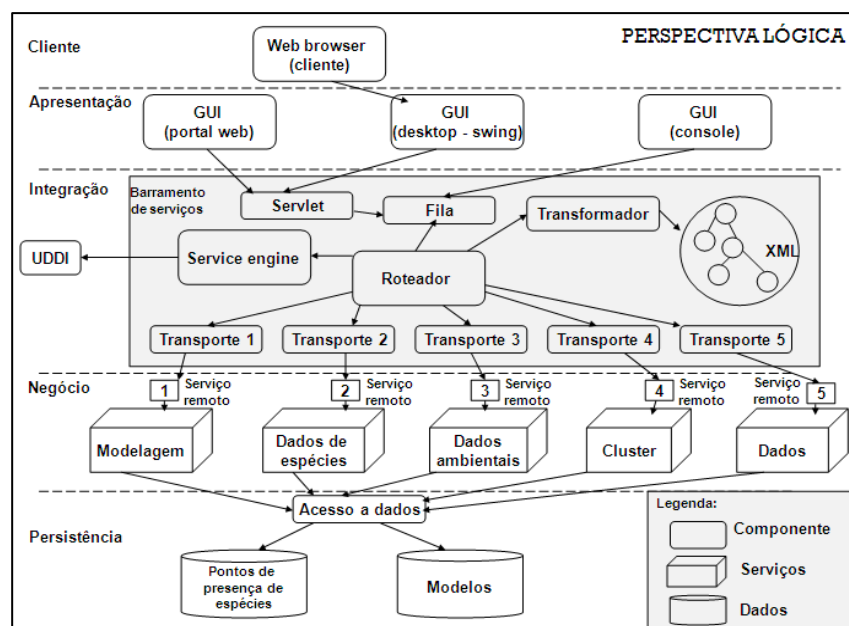 PERSPECTIVA LÓGICA
Cliente
Web browser
(cliente)
Apresentação
GUI
(portal web)
GUI
(desktop - swing)
GUI
(console)
Integração
Barramento
de serviços
Servlet
Fila
Transformador
XML
UDDI
Service engine
Roteador
Transporte 1
Transporte 2
Transporte 3
Transporte 4
Transporte 5
Negócio
1
Serviço
remoto
2
Serviço
remoto
3
Serviço
remoto
4
Serviço
remoto
Serviço
remoto
5
Modelagem
Dados de
espécies
Dados
ambientais
Cluster
Dados
Persistência
Acesso a dados
Pontos de
presença de
espécies
Modelos
Legenda:
Componente
Serviços
Dados